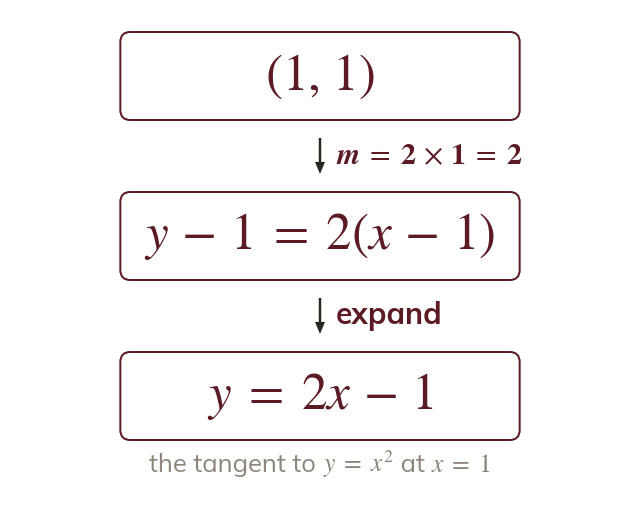 (1, 1)
m = 2 × 1 = 2
y − 1 = 2(x − 1)
expand
y = 2x − 1
the tangent to y = x² at x = 1